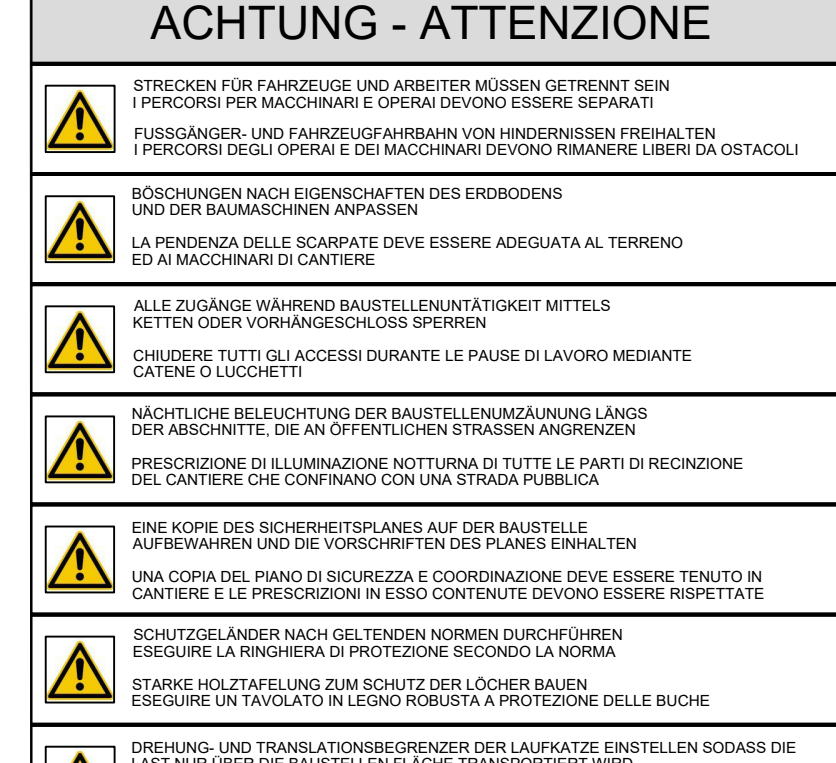 ACHTUNG - ATTENZIONE
STRECKEN FÜR FAHRZEUGE UND ARBEITER MÜSSEN GETRENNT SEIN
I PERCORSI PER MACCHINARI E OPERAI DEVONO ESSERE SEPARATI
FUSSGÄNGER- UND FAHRZEUGFAHRBAHN VON HINDERNISSEN FREIHALTEN
I PERCORSI DEGLI OPERAI E DEI MACCHINARI DEVONO RIMANERE LIBERI DA OSTACOLI
BÖSCHUNGEN NACH EIGENSCHAFTEN DES ERDBODENS
UND DER BAUMASCHINEN ANPASSEN
LA PENDENZA DELLE SCARPATE DEVE ESSERE ADEGUATA AL TERRENO
ED AI MACCHINARI DI CANTIERE
ALLE ZUGÄNGE WÄHREND BAUSTELLENUNTÄTIGKEIT MITTELS
KETTEN ODER VORHÄNGESCHLOSS SPERREN
CHIUDERE TUTTI GLI ACCESSI DURANTE LE PAUSE DI LAVORO MEDIANTE
CATENE O LUCCHETTI
NÄCHTLICHE BELEUCHTUNG DER BAUSTELLENUMZÄUNUNG LÄNGS
DER ABSCHNITTE, DIE AN ÖFFENTLICHEN STRASSEN ANGRENZEN
PRESCRIZIONE DI ILLUMINAZIONE NOTTURNA DI TUTTE LE PARTI DI RECINZIONE
DEL CANTIERE CHE CONFINANO CON UNA STRADA PUBBLICA
EINE KOPIE DES SICHERHEITSPLANES AUF DER BAUSTELLE
AUFBEWAHREN UND DIE VORSCHRIFTEN DES PLANES EINHALTEN
UNA COPIA DEL PIANO DI SICUREZZA E COORDINAZIONE DEVE ESSERE TENUTO IN
CANTIERE E LE PRESCRIZIONI IN ESSO CONTENUTE DEVONO ESSERE RISPETTATE
SCHUTZGELÄNDER NACH GELTENDEN NORMEN DURCHFÜHREN
ESEGUIRE LA RINGHIERA DI PROTEZIONE SECONDO LA NORMA
STARKE HOLZTAFELUNG ZUM SCHUTZ DER LÖCHER BAUEN
ESEGUIRE UN TAVOLATO IN LEGNO ROBUSTA A PROTEZIONE DELLE BUCHE
DREHUNG- UND TRANSLATIONSBEGRENZER DER LAUFKATZE EINSTELLEN SODASS DIE
LAST NUR ÜBER DIE BAUSTELLEN FLÄCHE TRANSPORTIERT WIRD